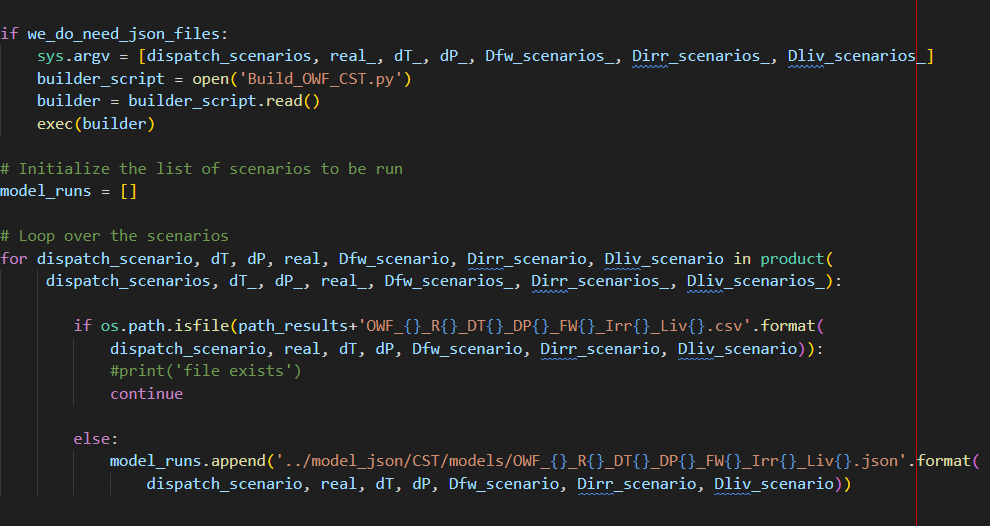 if we_do_need_json_files:
sys.argv = [dispatch_scenarios, real_, dT_, dP_, Dfw_scenarios_, Dirr_scenarios_, Dliv_scenarios_]
builder_script = open('Build_OWF_CST.py')
builder = builder_script.read()
exec(builder)
# Initialize the list of scenarios to be run
model_runs = []
# Loop over the scenarios
for dispatch_scenario, dT, dP, real, Dfw_scenario, Dirr_scenario, Dliv_scenario in product(
dispatch_scenarios, dT_, dP_, real_, Dfw_scenarios_, Dirr_scenarios_, Dliv_scenarios_):
if os.path.isfile(path_results+'OWF_{}_R{}_DT{}_DP{}_FW{}_Irr{}_Liv{}.csv'.format(
dispatch_scenario, real, dT, dP, Dfw_scenario, Dirr_scenario, Dliv_scenario)):
#print('file exists')
continue
else:
model_runs.append('../model_json/CST/models/OWF_{}_R{}_DT{}_DP{}_FW{}_Irr{}_Liv{}.json'.format(
dispatch_scenario, real, dT, dP, Dfw_scenario, Dirr_scenario, Dliv_scenario))